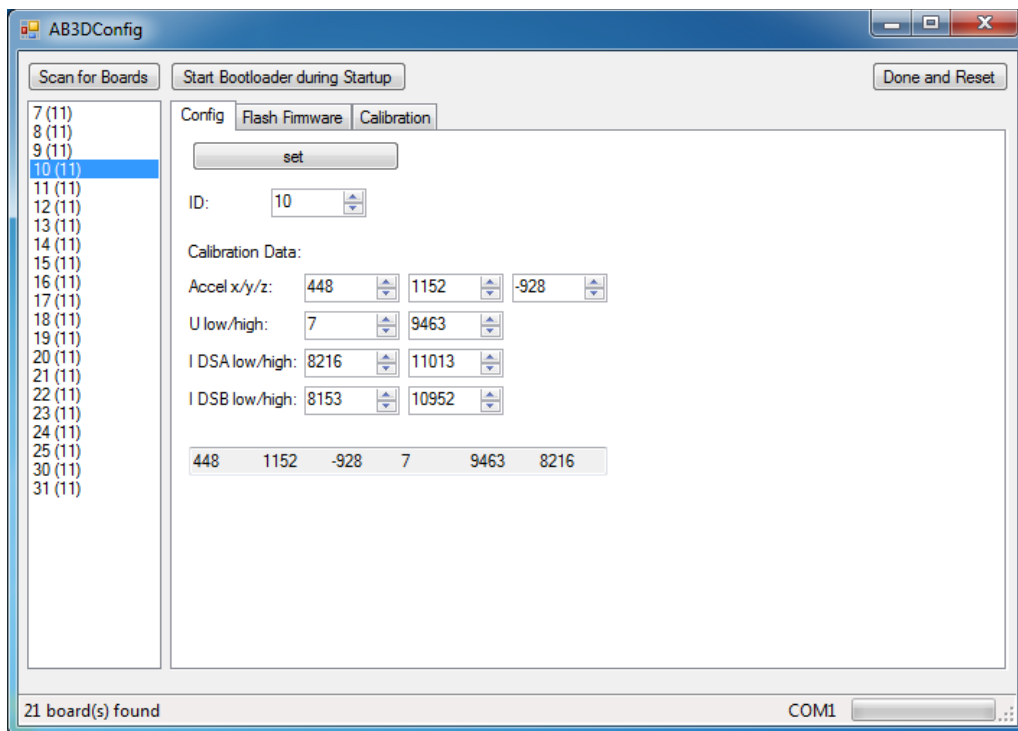 AB3DConfig
Scan for Boards Start Bootloader during Startup Done and Reset
7 (11)
8 (11)
9 (11)
10 (11)
11 (11)
12 (11)
13 (11)
14 (11)
15 (11)
16 (11)
17 (11)
18 (11)
19 (11)
20 (11)
21 (11)
22 (11)
23 (11)
24 (11)
25 (11)
30 (11)
31 (11)
Config Flash Firmware Calibration
set
ID: 10
Calibration Data:
Accel x/y/z: 448 1152 -928
U low/high: 7 9463
I DSA low/high: 8216 11013
I DSB low/high: 8153 10952
448 1152 -928 7 9463 8216
21 board(s) found COM1